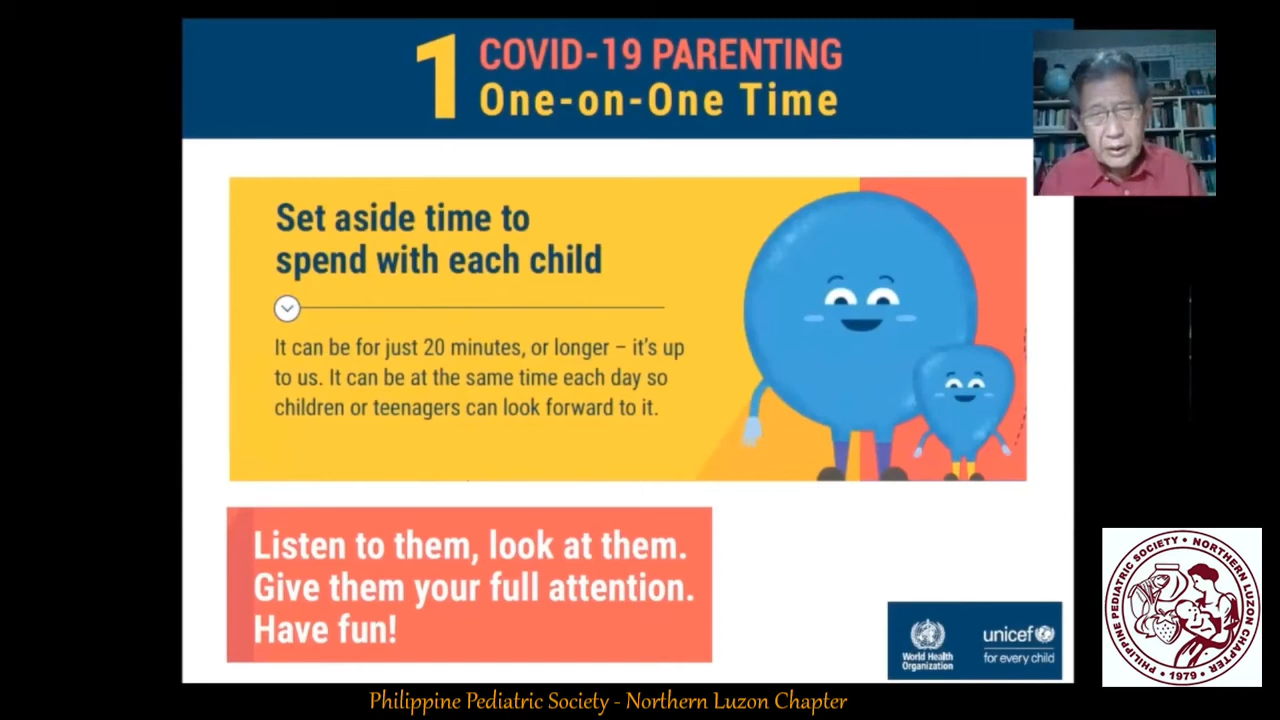 1 COVID-19 PARENTING
One-on-One Time
Set aside time to
spend with each child
It can be for just 20 minutes, or longer – it's up
to us. It can be at the same time each day so
children or teenagers can look forward to it.
Listen to them, look at them.
Give them your full attention.
Have fun!
World Health
Organization
unicef
for every child
PHILIPPINE PEDIATRIC SOCIETY • NORTHERN LUZON CHAPTER
• 1979 •
Philippine Pediatric Society - Northern Luzon Chapter